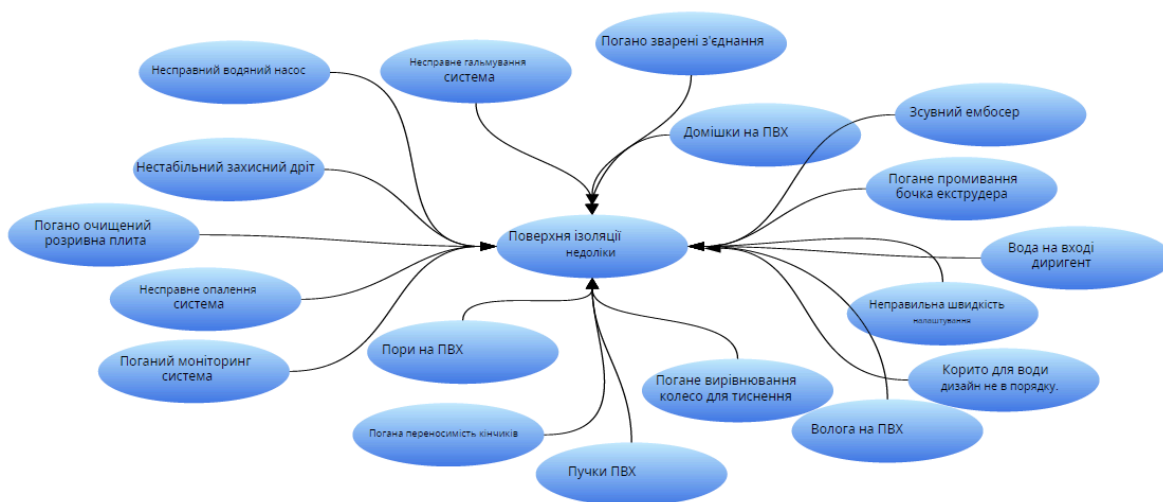 Погано зварені з'єднання
Несправне гальмування
система
Несправний водяний насос
Зсувний ембосер
Домішки на ПВХ
Нестабільний захисний дріт
Погане промивання
бочка екструдера
Погано очищений
розривна плита
Поверхня ізоляції
недоліки
Вода на вході
диригент
Несправне опалення
система
Неправильна швидкість
налаштування
Пори на ПВХ
Поганий моніторинг
система
Корито для води
дизайн не в порядку.
Погане вирівнювання
колесо для тиснення
Волога на ПВХ
Погана переносимість кінчиків
Пучки ПВХ